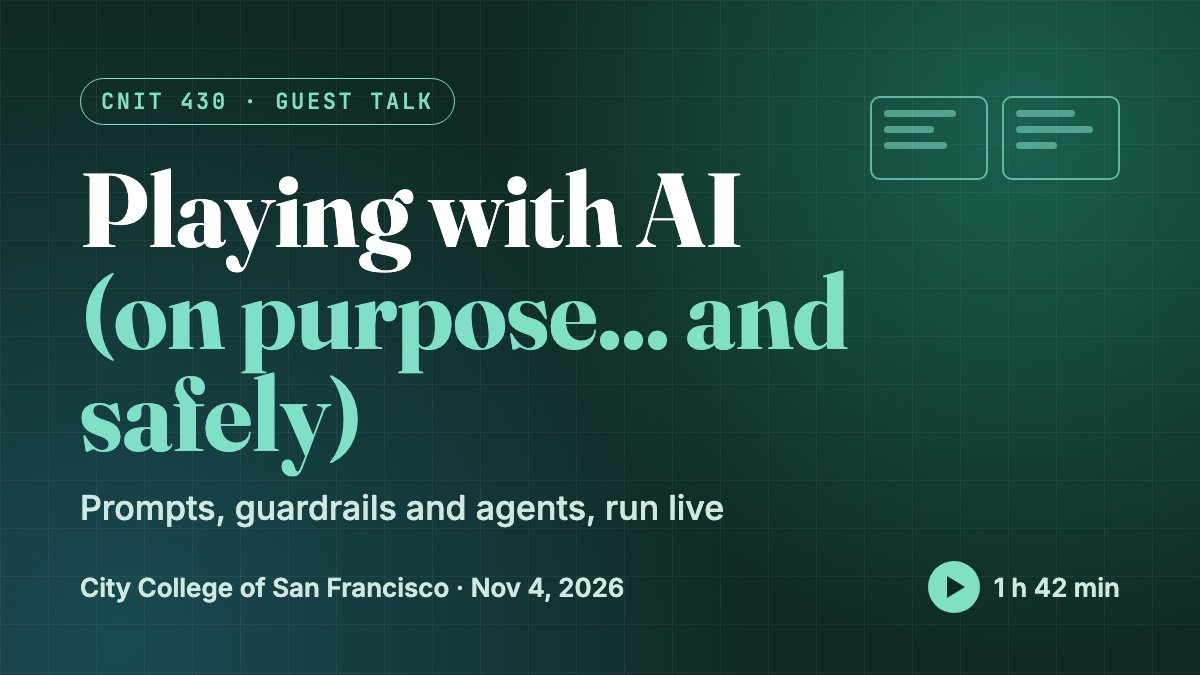 CNIT 430 · GUEST TALK
Playing with AI
(on purpose... and
safely)
Prompts, guardrails and agents, run live
City College of San Francisco · Nov 4, 2026
1 h 42 min